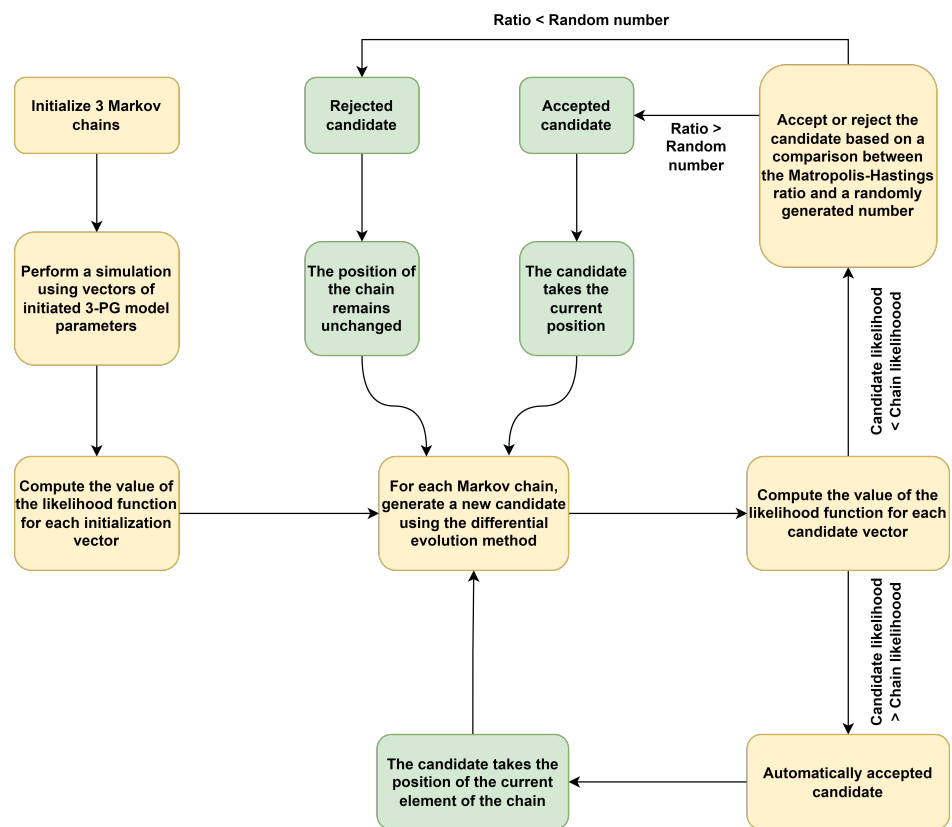 Ratio < Random number
Initialize 3 Markov
chains
Rejected
candidate
Accepted
candidate
Ratio >
Random
number
Accept or reject the
candidate based on a
comparison between
the Matropolis-Hastings
ratio and a randomly
generated number
Perform a simulation
using vectors of
initiated 3-PG model
parameters
The position of
the chain
remains
unchanged
The candidate
takes the
current
position
Candidate likelihood
< Chain likelihoood
Compute the value of
the likelihood function
for each initialization
vector
For each Markov chain,
generate a new candidate
using the differential
evolution method
Compute the value of the
likelihood function for each
candidate vector
Candidate likelihood
> Chain likelihoood
The candidate takes the
position of the current
element of the chain
Automatically accepted
candidate